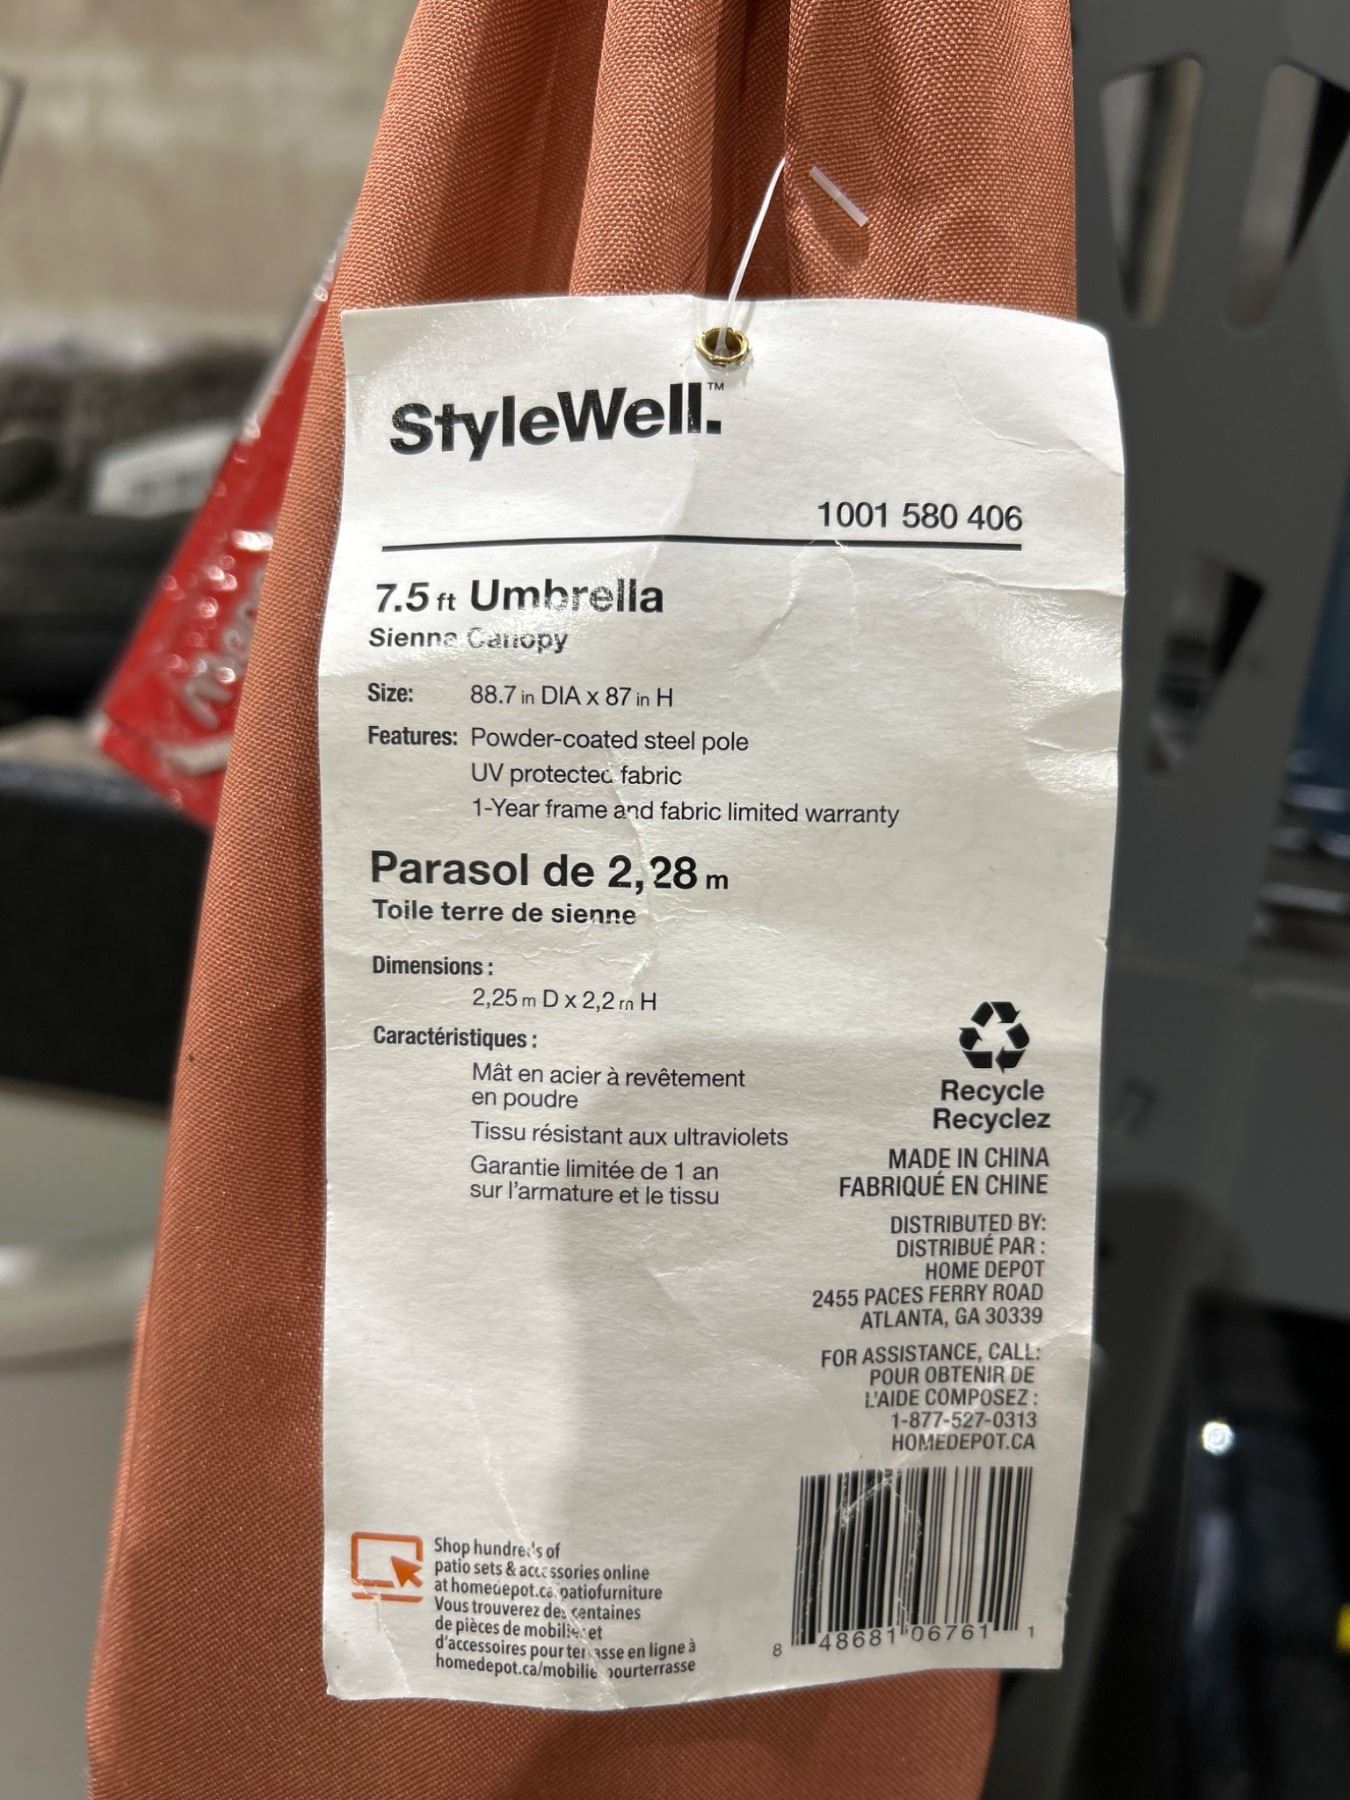 StyleWell.™
1001 580 406
7.5 ft Umbrella
Sienna Canopy
Size: 88.7 in DIA x 87 in H
Features: Powder-coated steel pole
UV protected fabric
1-Year frame and fabric limited warranty
Parasol de 2,28 m
Toile terre de sienne
Dimensions :
2,25 m D x 2,2 m H
Caractéristiques :
Mât en acier à revêtement
en poudre
Tissu résistant aux ultraviolets
Garantie limitée de 1 an
sur l'armature et le tissu
Recycle
Recyclez
MADE IN CHINA
FABRIQUÉ EN CHINE
DISTRIBUTED BY:
DISTRIBUÉ PAR :
HOME DEPOT
2455 PACES FERRY ROAD
ATLANTA, GA 30339
FOR ASSISTANCE, CALL:
POUR OBTENIR DE
L'AIDE COMPOSEZ :
1-877-527-0313
HOMEDEPOT.CA
Shop hundreds of
patio sets & accessories online
at homedepot.ca/patiofurniture
Vous trouverez des centaines
de pièces de mobilier et
d'accessoires pour terrasse en ligne à
homedepot.ca/mobilierpourterrasse
8 48681 06761 1